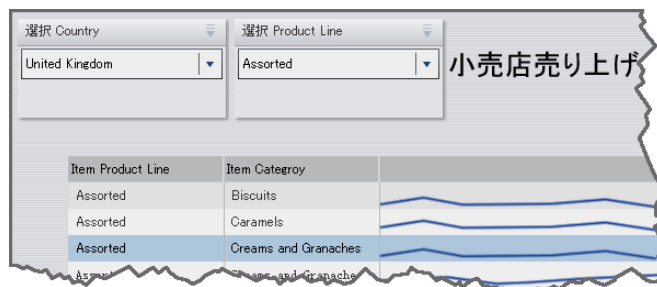 選択 Country
選択 Product Line
United Kingdom
Assorted
小売店売り上げ
Item Product Line
Item Categroy
Assorted
Biscuits
Assorted
Caramels
Assorted
Creams and Granaches